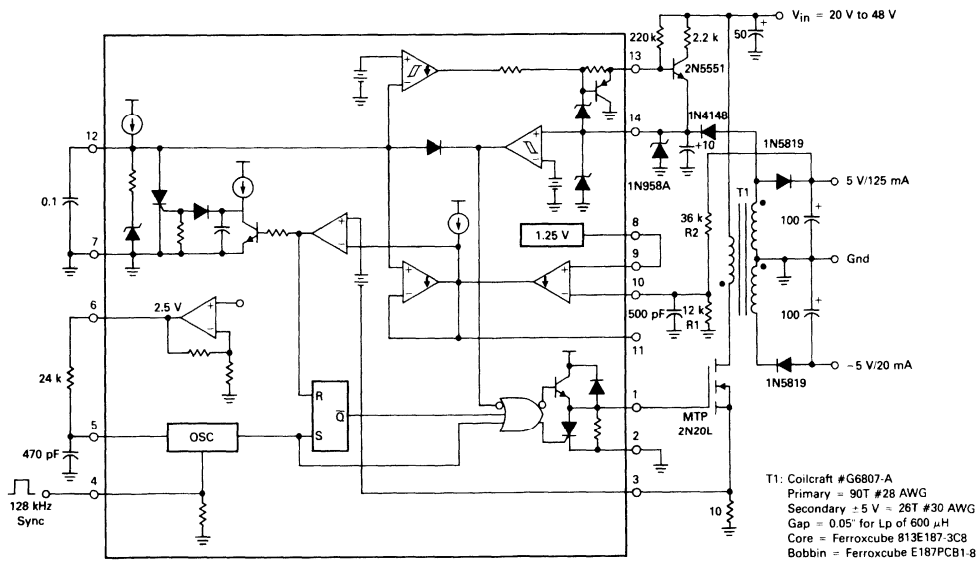 V_in = 20 V to 48 V
50
+
220 k
2.2 k
2N5551
13
14
1N4148
+10
1N958A
1N5819
T1
5 V/125 mA
+
100
Gnd
+
100
-5 V/20 mA
1N5819
36 k
R2
12 k
R1
500 pF
8
9
10
11
1.25 V
12
0.1
7
6
2.5 V
24 k
5
OSC
470 pF
4
128 kHz
Sync
R
Q̅
S
1
2
3
MTP
2N20L
10
+
−
+
−
+
−
+
−
+
−
+
−
T1: Coilcraft #G6807-A
Primary = 90T #28 AWG
Secondary ± 5 V = 26T #30 AWG
Gap = 0.05" for Lp of 600 μH
Core = Ferroxcube 813E187-3C8
Bobbin = Ferroxcube E187PCB1-8